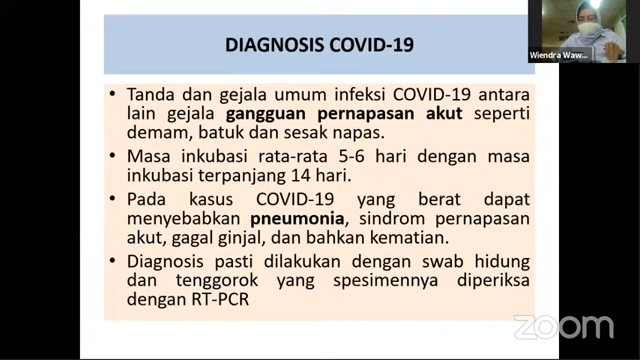 DIAGNOSIS COVID-19
• Tanda dan gejala umum infeksi COVID-19 antara
lain gejala gangguan pernapasan akut seperti
demam, batuk dan sesak napas.
• Masa inkubasi rata-rata 5-6 hari dengan masa
inkubasi terpanjang 14 hari.
• Pada kasus COVID-19 yang berat dapat
menyebabkan pneumonia, sindrom pernapasan
akut, gagal ginjal, dan bahkan kematian.
• Diagnosis pasti dilakukan dengan swab hidung
dan tenggorok yang spesimennya diperiksa
dengan RT-PCR
Wiendra Waw...
zoom